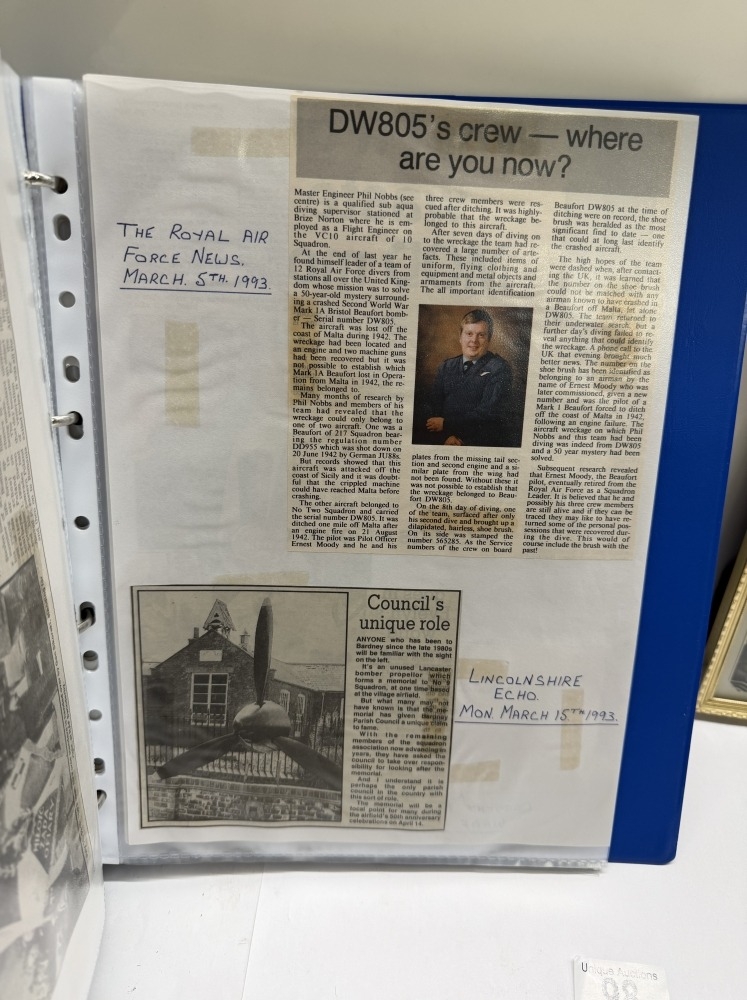 THE ROYAL AIR
FORCE NEWS.
MARCH. 5TH. 1993.
DW805's crew — where
are you now?
Master Engineer Phil Nobbs (see
centre) is a qualified sub aqua
diving supervisor stationed at
Brize Norton where he is em-
ployed as a Flight Engineer on
the VC10 aircraft of 10
Squadron.
At the end of last year he
found himself leader of a team of
12 Royal Air Force divers from
stations all over the United King-
dom whose mission was to solve
a 50-year-old mystery surround-
ing a crashed Second World War
Mark 1A Bristol Beaufort bomb-
er — Serial number DW805.
The aircraft was lost off the
coast of Malta during 1942. The
wreckage had been located and
an engine and two machine guns
had been recovered but it was
not possible to establish which
Mark 1A Beaufort lost in Opera-
tion from Malta in 1942, the re-
mains belonged to.
Many months of research by
Phil Nobbs and members of his
team had revealed that the
wreckage could only belong to
one of two aircraft. One was a
Beaufort of 217 Squadron bear-
ing the regulation number
DD955 which was shot down on
20 June 1942 by German JU88s.
But records showed that this
aircraft was attacked off the
coast of Sicily and it was doubt-
ful that the crippled machine
could have reached Malta before
crashing.
The other aircraft belonged to
No Two Squadron and carried
the serial number DW805. It was
ditched one mile off Malta after
an engine fire on 21 August
1942. The pilot was Pilot Officer
Ernest Moody and he and his
three crew members were res-
cued after ditching. It was highly
probable that the wreckage be-
longed to this aircraft.
After seven days of diving on
to the wreckage the team had re-
covered a large number of arte-
facts. These included items of
uniform, flying clothing and
equipment and metal objects and
armaments from the aircraft.
The all important identification
plates from the missing tail sec-
tion and second engine and a si-
milar plate from the wing had
not been found. Without these it
was not possible to establish that
the wreckage belonged to Beau-
fort DW805.
On the 8th day of diving, one
of the team, surfaced after only
his second dive and brought up a
dilapidated, hairless, shoe brush.
On its side was stamped the
number 565285. As the Service
numbers of the crew on board
Beaufort DW805 at the time of
ditching were on record, the shoe
brush was heralded as the most
significant find to date — one
that could at long last identify
the crashed aircraft.
The high hopes of the team
were dashed when, after contact-
ing the UK, it was learned that
the number on the shoe brush
could not be matched with any
airman known to have crashed in
a Beaufort off Malta, let alone
DW805. The team returned to
their underwater search, but a
further day's diving failed to re-
veal anything that could identify
the wreckage. A phone call to the
UK that evening brought much
better news. The number on the
shoe brush has been identified as
belonging to an airman by the
name of Ernest Moody who was
later commissioned, given a new
number and was the pilot of a
Mark 1 Beaufort forced to ditch
off the coast of Malta in 1942,
following an engine failure. The
aircraft wreckage on which Phil
Nobbs and this team had been
diving was indeed from DW805
and a 50 year mystery had been
solved.
Subsequent research revealed
that Ernest Moody, the Beaufort
pilot, eventually retired from the
Royal Air Force as a Squadron
Leader. It is believed that he and
possibly his three crew members
are still alive and if they can be
traced they may like to have re-
turned some of the personal pos-
sessions that were recovered dur-
ing the dive. This would of
course include the brush with the
past!
Council's
unique role
ANYONE who has been to
Bardney since the late 1980s
will be familiar with the sight
on the left.
It's an unused Lancaster
bomber propeller which
forms a memorial to No 9
Squadron, at one time based
at the village airfield.
But what many may not
have known is that the me-
morial has given Bardney
Parish Council a unique claim
to fame.
With the remaining
members of the squadron
association now advancing in
years, they have asked the
council to take over respon-
sibility for looking after the
memorial.
And I understand it is
perhaps the only parish
council in the country with
this sort of role.
The memorial will be a
focal point for many during
the airfield's 50th anniversary
celebrations on April 14.
LINCOLNSHIRE
ECHO.
MON. MARCH 15TH 1993.
Unique Auctions